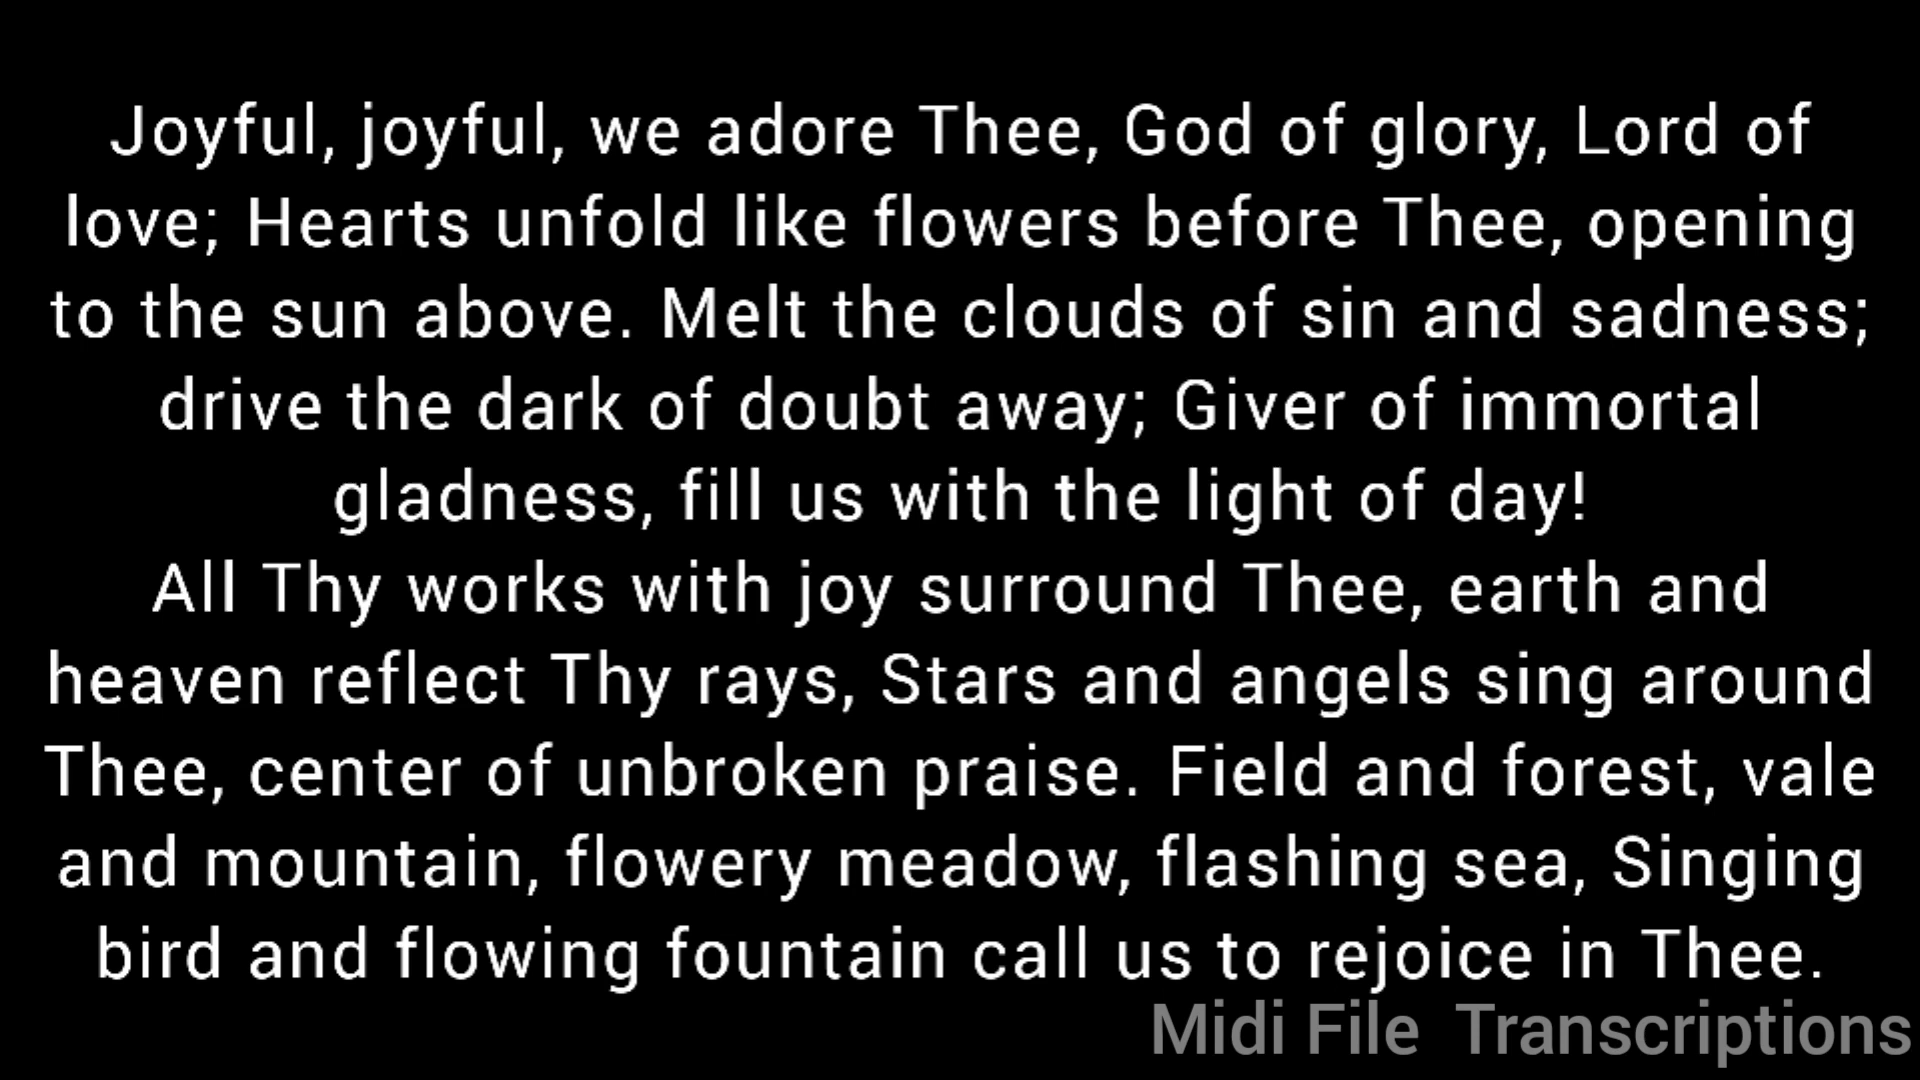 Joyful, joyful, we adore Thee, God of glory, Lord of
love; Hearts unfold like flowers before Thee, opening
to the sun above. Melt the clouds of sin and sadness;
drive the dark of doubt away; Giver of immortal
gladness, fill us with the light of day!
All Thy works with joy surround Thee, earth and
heaven reflect Thy rays, Stars and angels sing around
Thee, center of unbroken praise. Field and forest, vale
and mountain, flowery meadow, flashing sea, Singing
bird and flowing fountain call us to rejoice in Thee.
Midi File Transcriptions